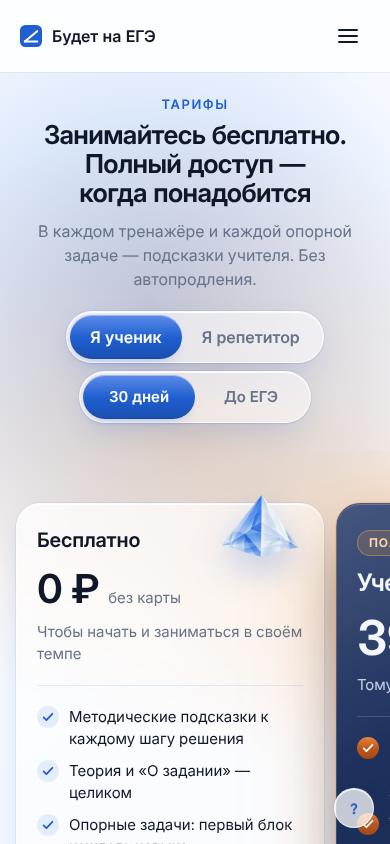 Будет на ЕГЭ
ТАРИФЫ
Занимайтесь бесплатно.
Полный доступ —
когда понадобится
В каждом тренажёре и каждой опорной
задаче — подсказки учителя. Без
автопродления.
Я ученик
Я репетитор
30 дней
До ЕГЭ
Бесплатно
0 ₽ без карты
Чтобы начать и заниматься в своём
темпе
Методические подсказки к
каждому шагу решения
Теория и «О задании» —
целиком
Опорные задачи: первый блок
?